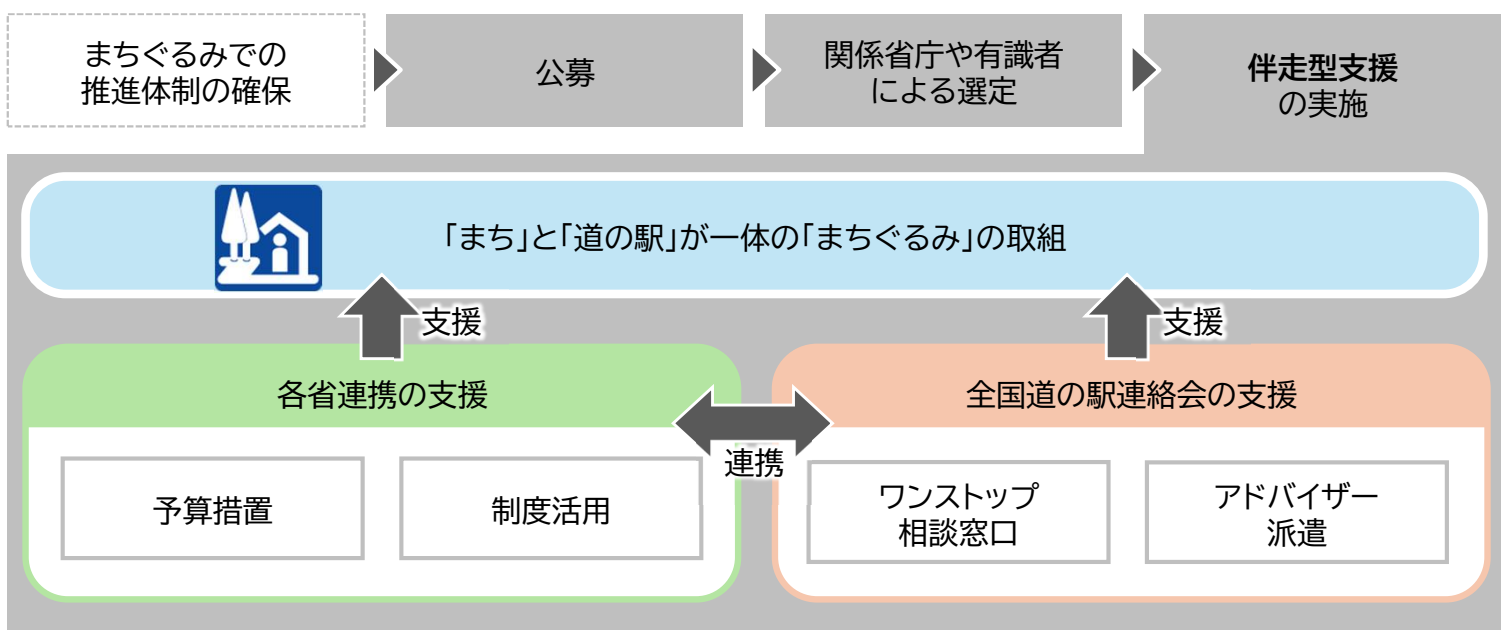 まちぐるみでの
推進体制の確保
公募
関係省庁や有識者
による選定
伴走型支援
の実施
「まち」と「道の駅」が一体の「まちぐるみ」の取組
支援
支援
各省連携の支援
全国道の駅連絡会の支援
連携
予算措置
制度活用
ワンストップ
相談窓口
アドバイザー
派遣